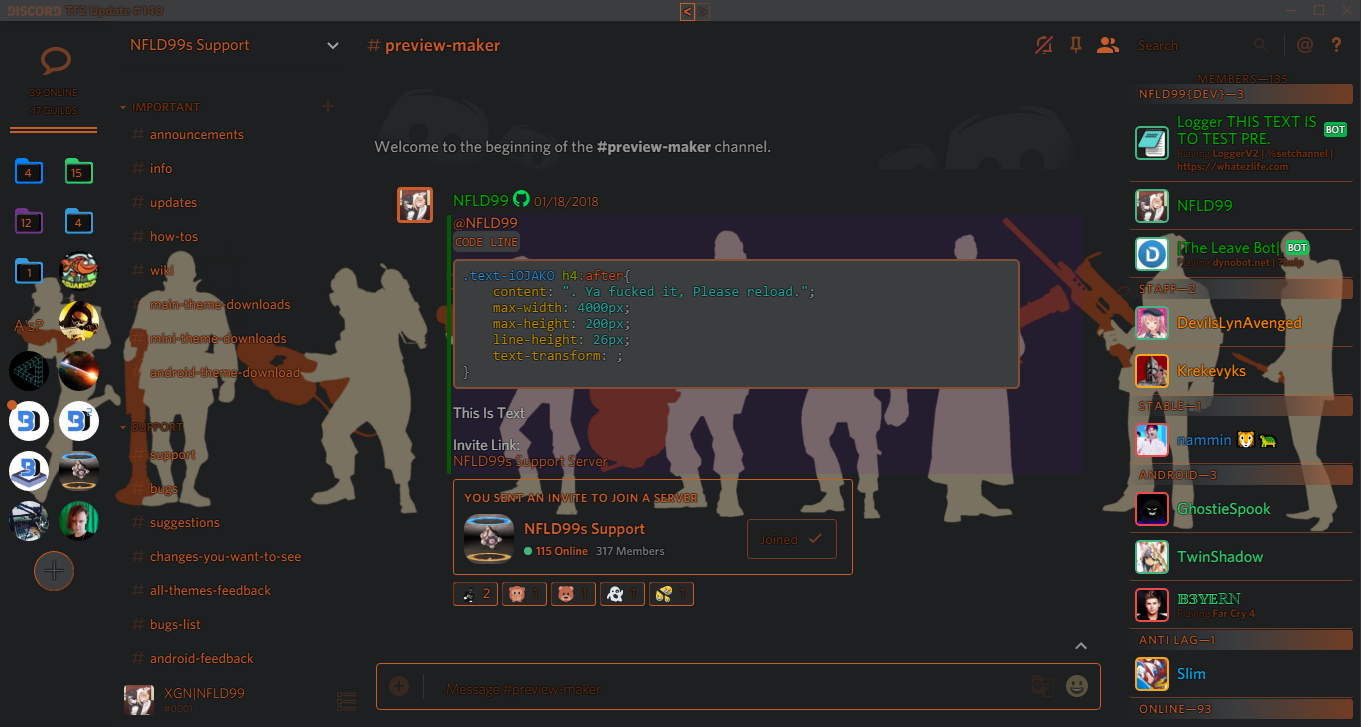 DISCORD TF2 Update #140
< >
39 ONLINE
47 GUILDS
4
15
12
4
1
A's?
NFLD99s Support
IMPORTANT
# announcements
# info
# updates
# how-tos
# wiki
# main-theme-downloads
# mini-theme-downloads
# android-theme-download
SUPPORT
# support
# bugs
# suggestions
# changes-you-want-to-see
# all-themes-feedback
# bugs-list
# android-feedback
XGN|NFLD99
#0001
# preview-maker
Search
@ ?
Welcome to the beginning of the #preview-maker channel.
NFLD99 01/18/2018
@NFLD99
CODE LINE
.text-iOJAKO h4:after{
content: ". Ya fucked it, Please reload.";
max-width: 4000px;
max-height: 200px;
line-height: 26px;
text-transform: ;
}
This Is Text
Invite Link:
NFLD99s Support Server
YOU SENT AN INVITE TO JOIN A SERVER
NFLD99s Support
115 Online 317 Members
Joined
2 1 1 1 1
Message #preview-maker
MEMBERS—135
NFLD99{DEV}—3
Logger THIS TEXT IS
TO TEST PRE. BOT
Playing LoggerV2 | %setchannel |
https://whatezlife.com
NFLD99
[The Leave Bot] BOT
Playing dynobot.net | ?help
STAFF—2
DevilsLynAvenged
Krekevyks
STABLE—1
nammin
ANDROID—3
GhostieSpook
TwinShadow
𝔹𝟛𝕐𝔼ℝℕ
Playing Far Cry 4
ANTI LAG—1
Slim
ONLINE—93